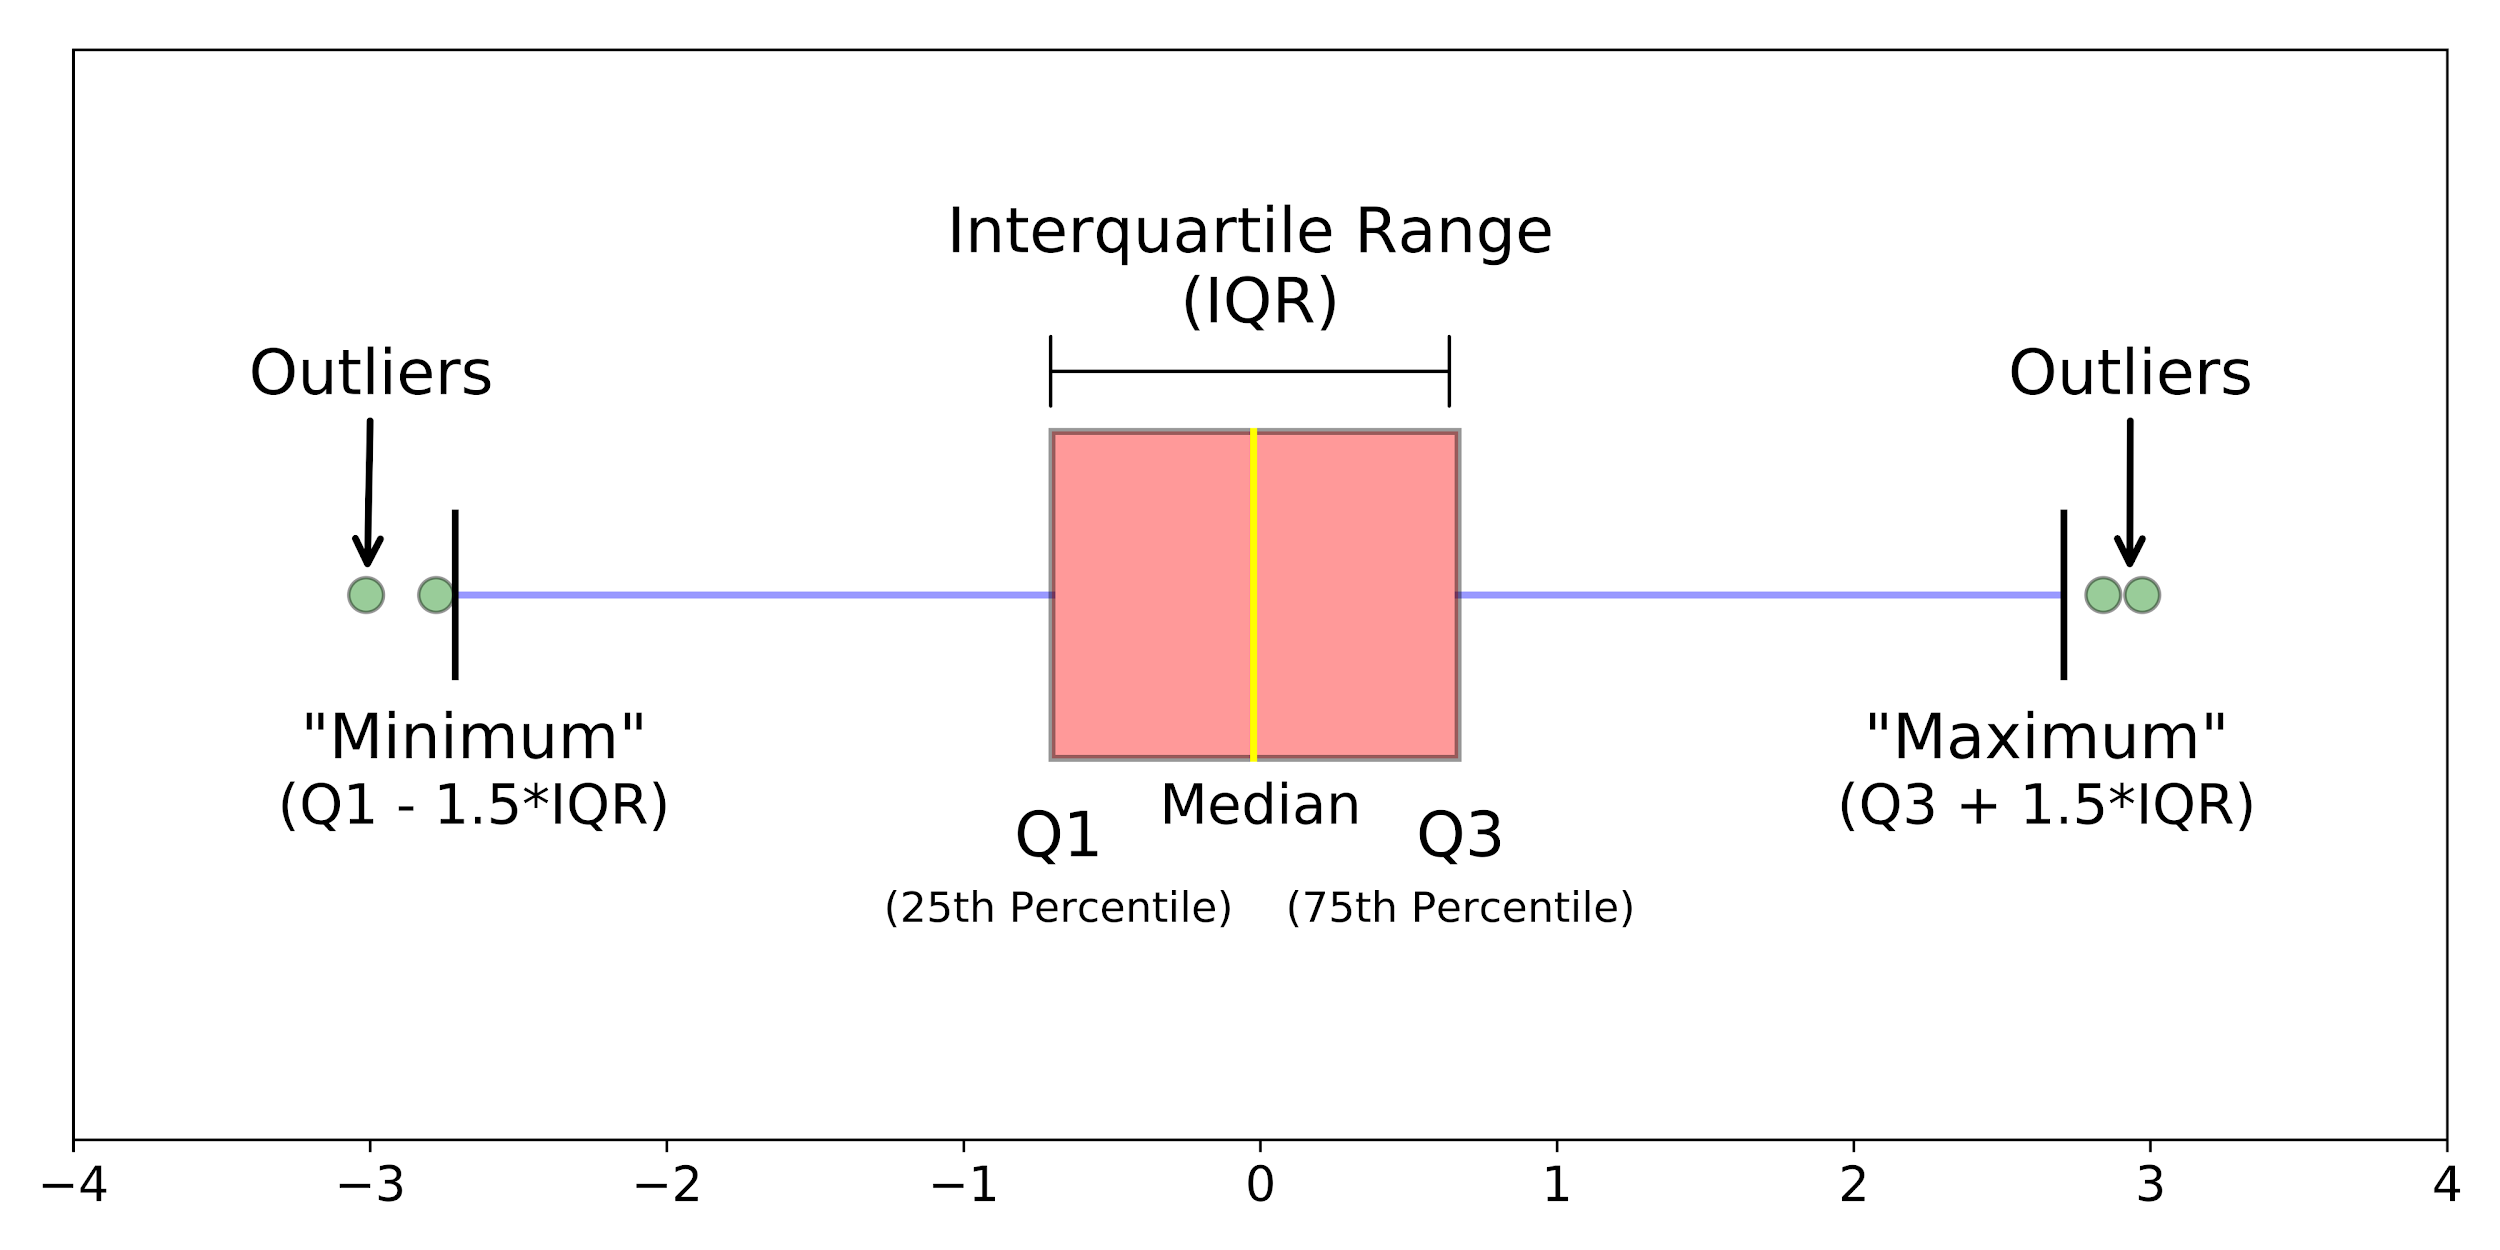 Interquartile Range
(IQR)
Outliers
Outliers
"Minimum"
(Q1 - 1.5*IQR)
"Maximum"
(Q3 + 1.5*IQR)
Median
Q1
Q3
(25th Percentile)
(75th Percentile)
−4 −3 −2 −1 0 1 2 3 4